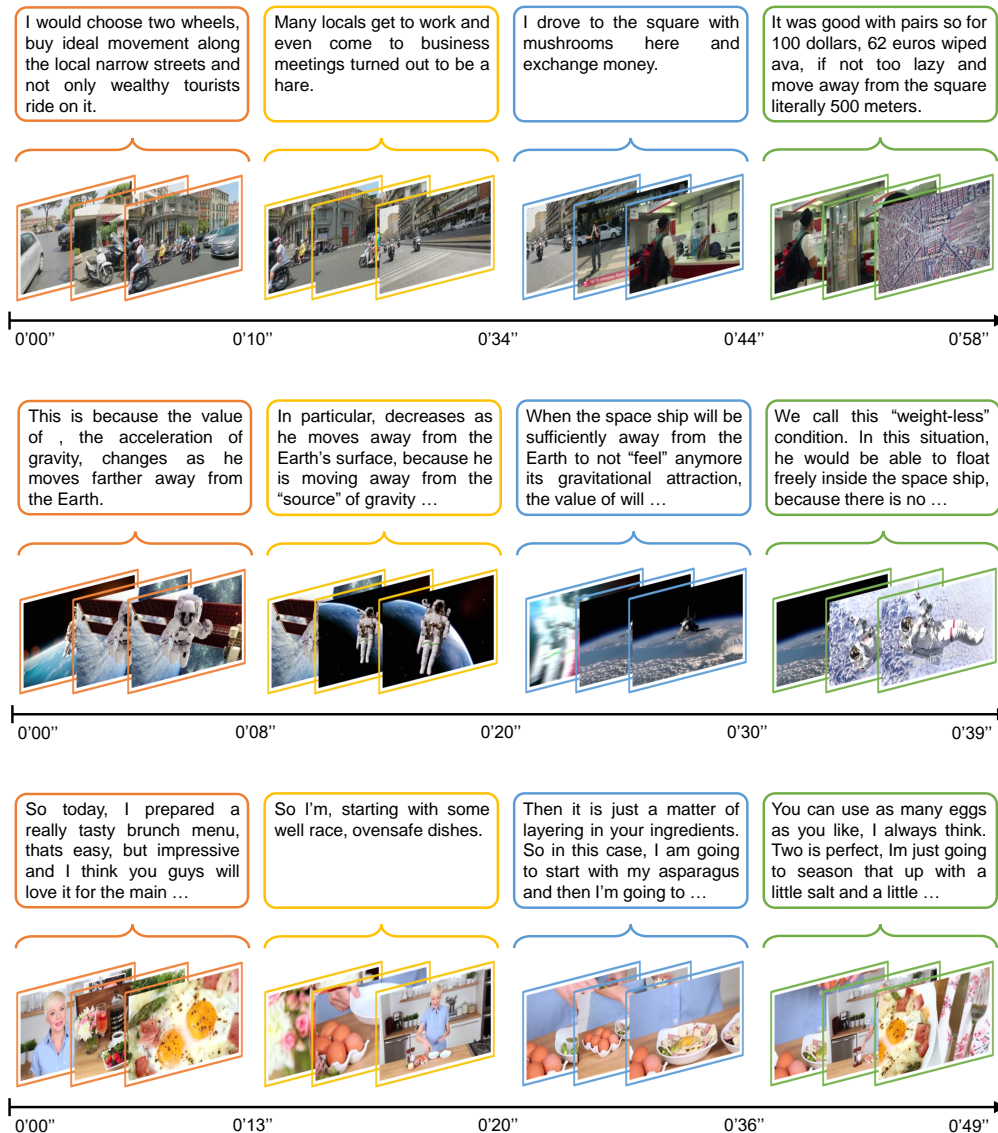 I would choose two wheels,
buy ideal movement along
the local narrow streets and
not only wealthy tourists
ride on it.
Many locals get to work and
even come to business
meetings turned out to be a
hare.
I drove to the square with
mushrooms here and
exchange money.
It was good with pairs so for
100 dollars, 62 euros wiped
ava, if not too lazy and
move away from the square
literally 500 meters.
0'00''
0'10''
0'34''
0'44''
0'58''
This is because the value
of , the acceleration of
gravity, changes as he
moves farther away from
the Earth.
In particular, decreases as
he moves away from the
Earth's surface, because he
is moving away from the
“source” of gravity …
When the space ship will be
sufficiently away from the
Earth to not “feel” anymore
its gravitational attraction,
the value of will …
We call this “weight-less”
condition. In this situation,
he would be able to float
freely inside the space ship,
because there is no …
0'00''
0'08''
0'20''
0'30''
0'39''
So today, I prepared a
really tasty brunch menu,
thats easy, but impressive
and I think you guys will
love it for the main …
So I'm, starting with some
well race, ovensafe dishes.
Then it is just a matter of
layering in your ingredients.
So in this case, I am going
to start with my asparagus
and then I'm going to …
You can use as many eggs
as you like, I always think.
Two is perfect, Im just going
to season that up with a
little salt and a little …
0'00''
0'13''
0'20''
0'36''
0'49''